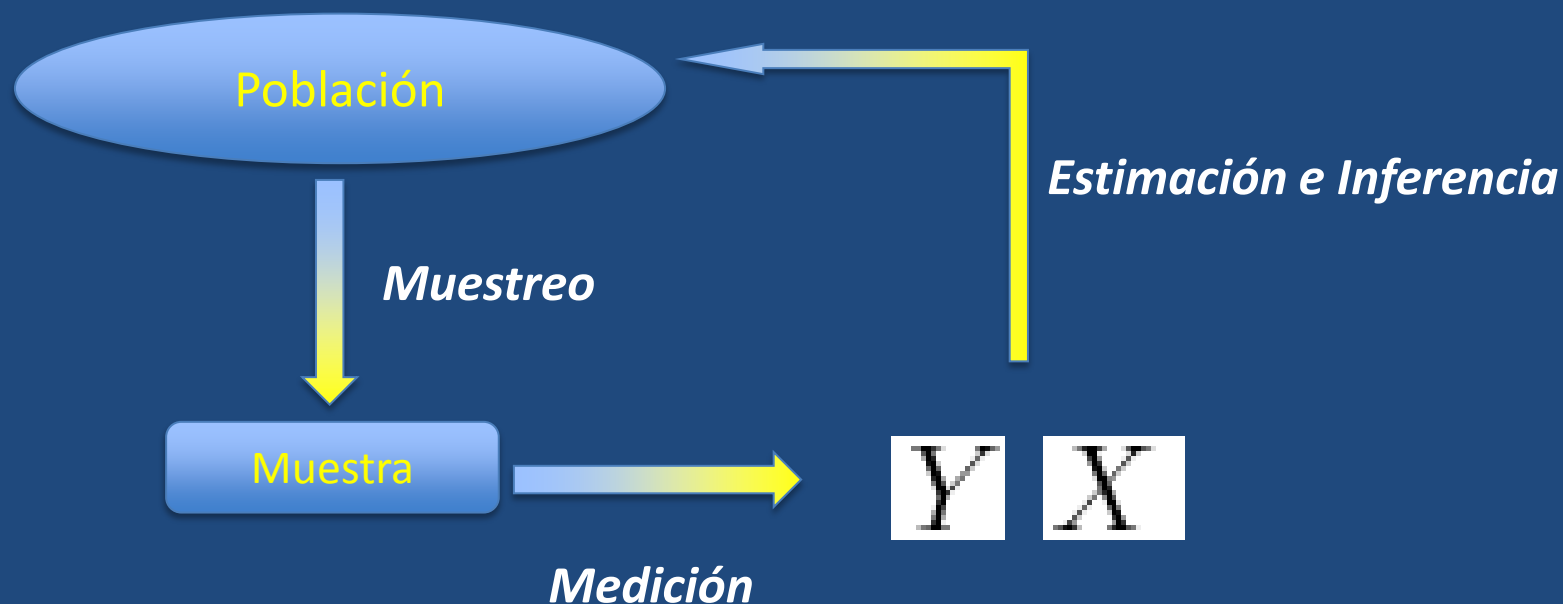 Población
Estimación e Inferencia
Muestreo
Muestra
Y X
Medición